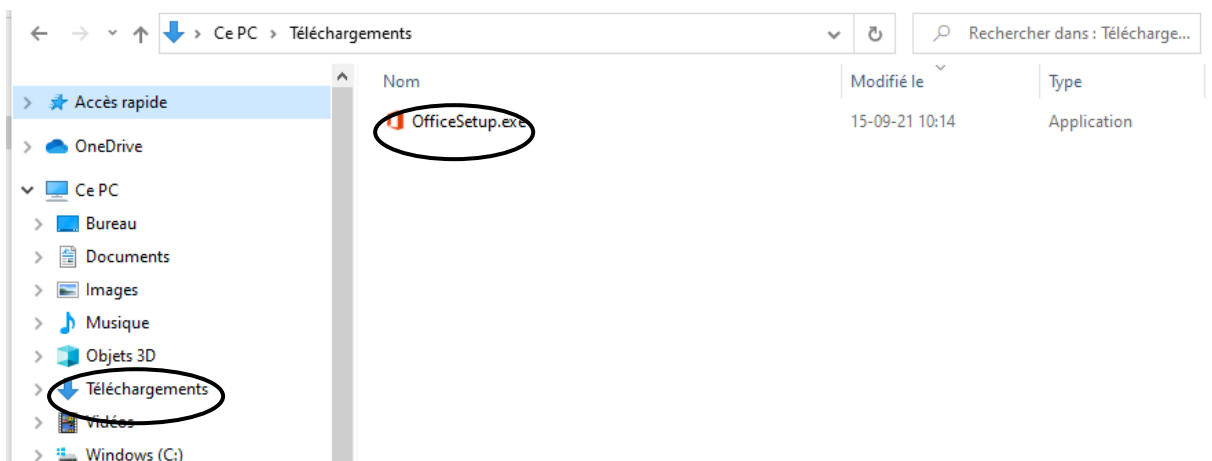 Ce PC > Téléchargements
Rechercher dans : Télécharge...
Nom Modifié le Type
Accès rapide
OfficeSetup.exe 15-09-21 10:14 Application
OneDrive
Ce PC
Bureau
Documents
Images
Musique
Objets 3D
Téléchargements
Vidéos
Windows (C:)